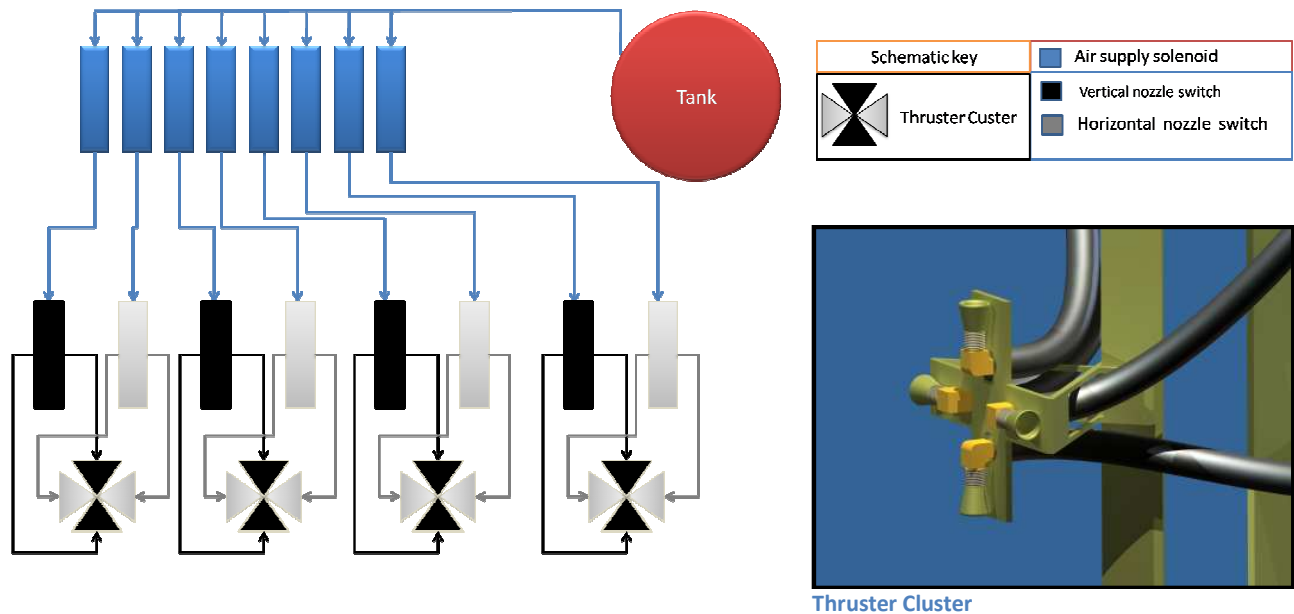 Tank
Schematic key
Air supply solenoid
Thruster Custer
Vertical nozzle switch
Horizontal nozzle switch
Thruster Cluster